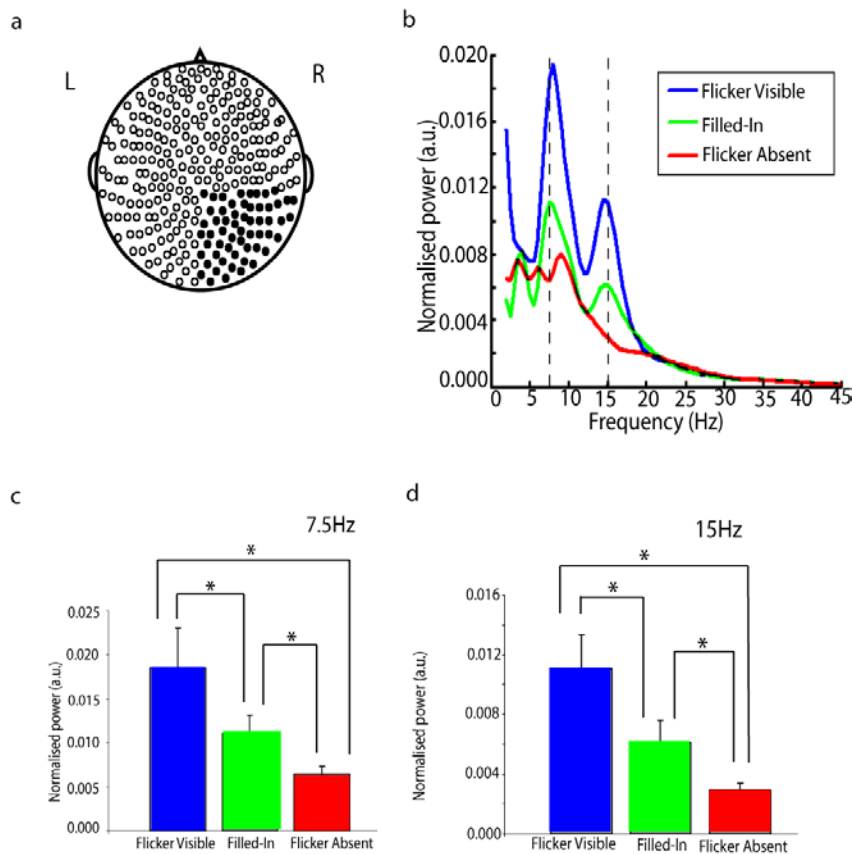 a
L
R
b
Normalised power (a.u.)
0.020
0.016
0.012
0.008
0.004
0.000
0 5 10 15 20 25 30 35 40 45
Frequency (Hz)
Flicker Visible
Filled-In
Flicker Absent
c
7.5Hz
*
*
*
Normalised power (a.u.)
0.025
0.020
0.015
0.010
0.005
0.000
Flicker Visible Filled-In Flicker Absent
d
15Hz
*
*
*
Normalised power (a.u.)
0.016
0.012
0.008
0.004
0.000
Flicker Visible Filled-In Flicker Absent